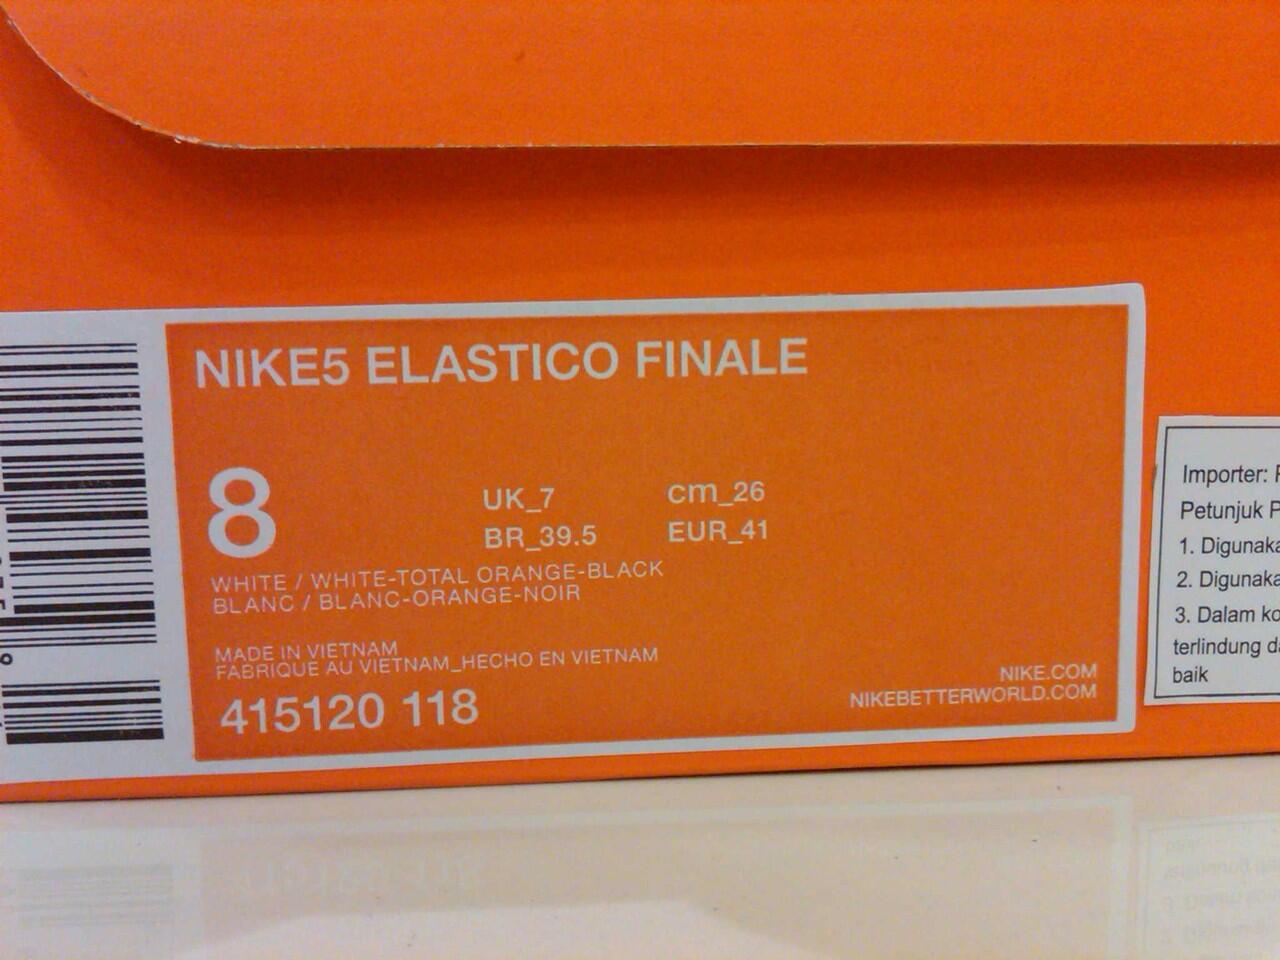 NIKE5 ELASTICO FINALE
8
UK_7 cm_26
BR_39.5 EUR_41
WHITE / WHITE-TOTAL ORANGE-BLACK
BLANC / BLANC-ORANGE-NOIR
MADE IN VIETNAM
FABRIQUE AU VIETNAM_HECHO EN VIETNAM
415120 118
NIKE.COM
NIKEBETTERWORLD.COM
Importer:
Petunjuk
1. Digunaka
2. Digunaka
3. Dalam
terlindung
baik